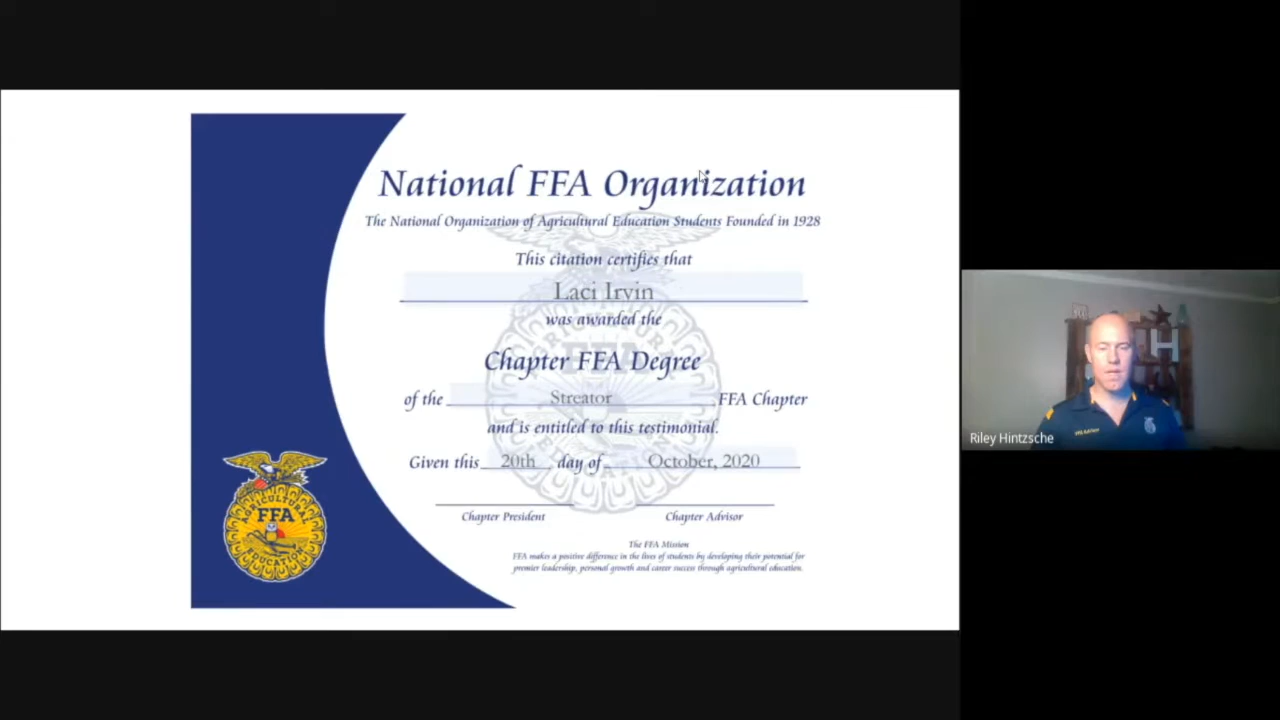 National FFA Organization
The National Organization of Agricultural Education Students Founded in 1928
This citation certifies that
Laci Irvin
was awarded the
Chapter FFA Degree
of the Streator FFA Chapter
and is entitled to this testimonial.
Given this 20th day of October, 2020
Chapter President Chapter Advisor
The FFA Mission
FFA makes a positive difference in the lives of students by developing their potential for
premier leadership, personal growth and career success through agricultural education.
AGRICULTURAL
FFA
EDUCATION
Riley Hintzsche
H